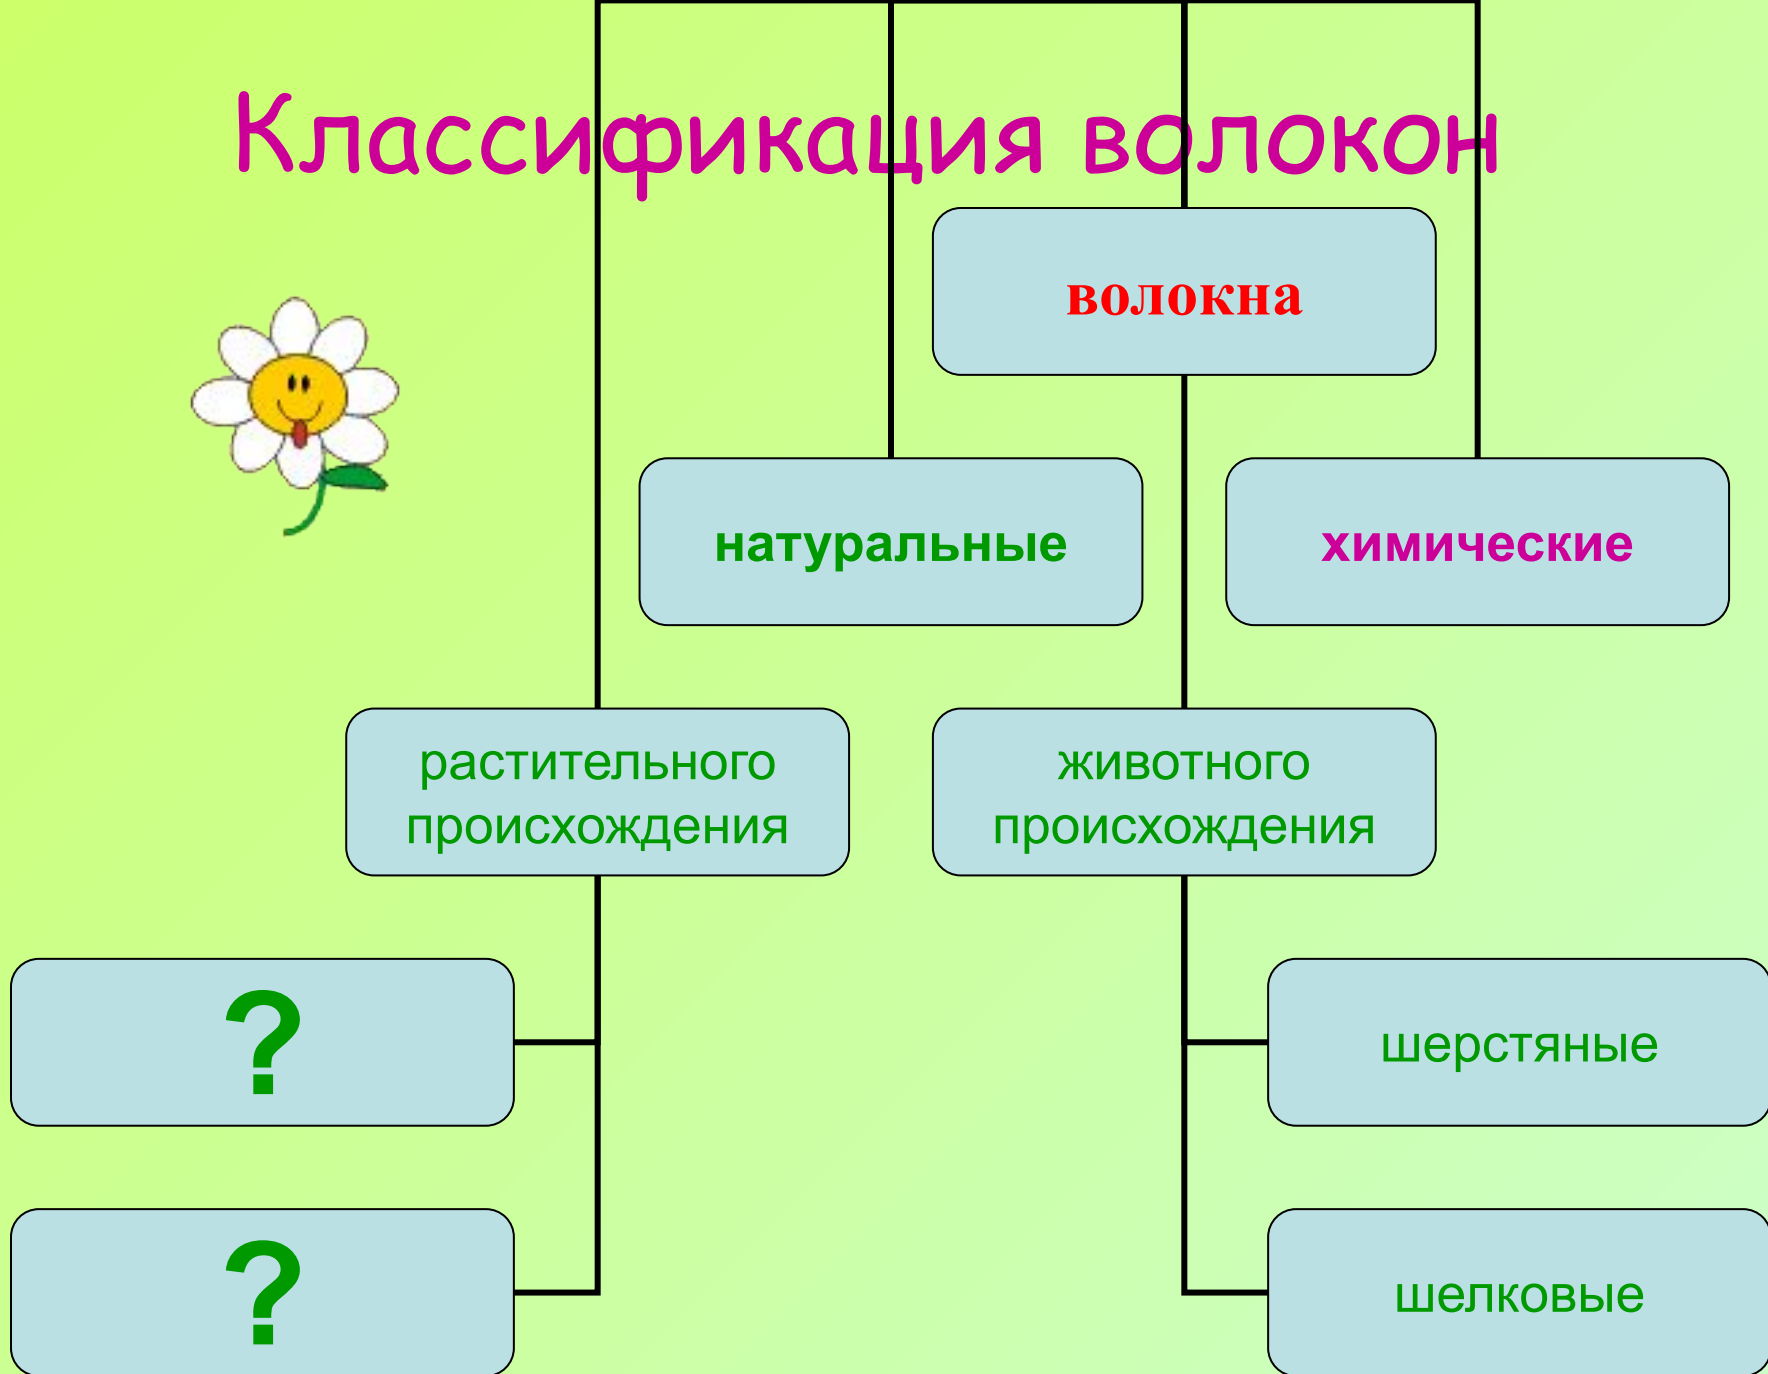 Классификация волокон
волокна
натуральные
химические
растительного
происхождения
животного
происхождения
?
шерстяные
?
шелковые